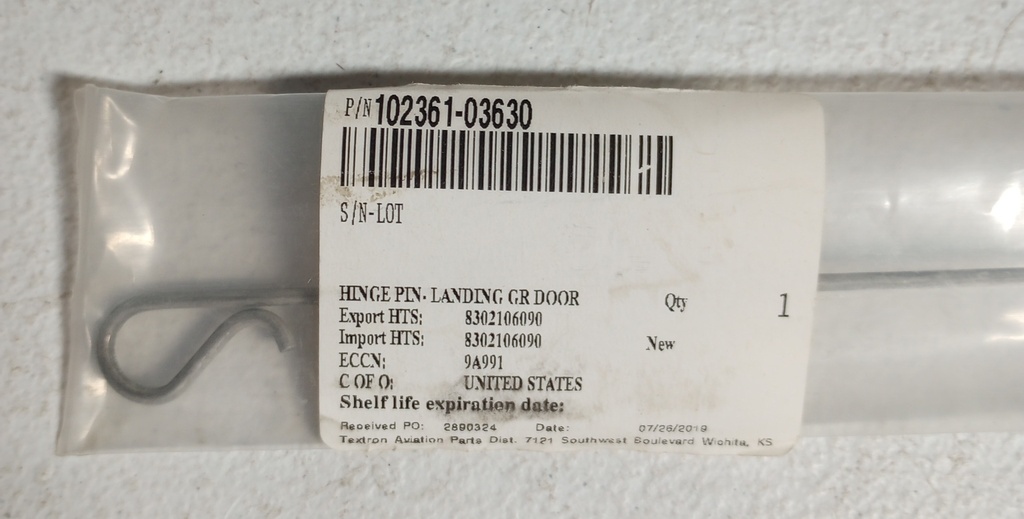 P/N 102361-03630
S/N-LOT
HINGE PIN- LANDING GR DOOR Qty 1
Export HTS: 8302106090
Import HTS: 8302106090 New
ECCN: 9A991
C OF O: UNITED STATES
Shelf life expiration date:
Received PO: 2890324 Date: 07/26/2019
Textron Aviation Parts Dist. 7121 Southwest Boulevard Wichita, KS